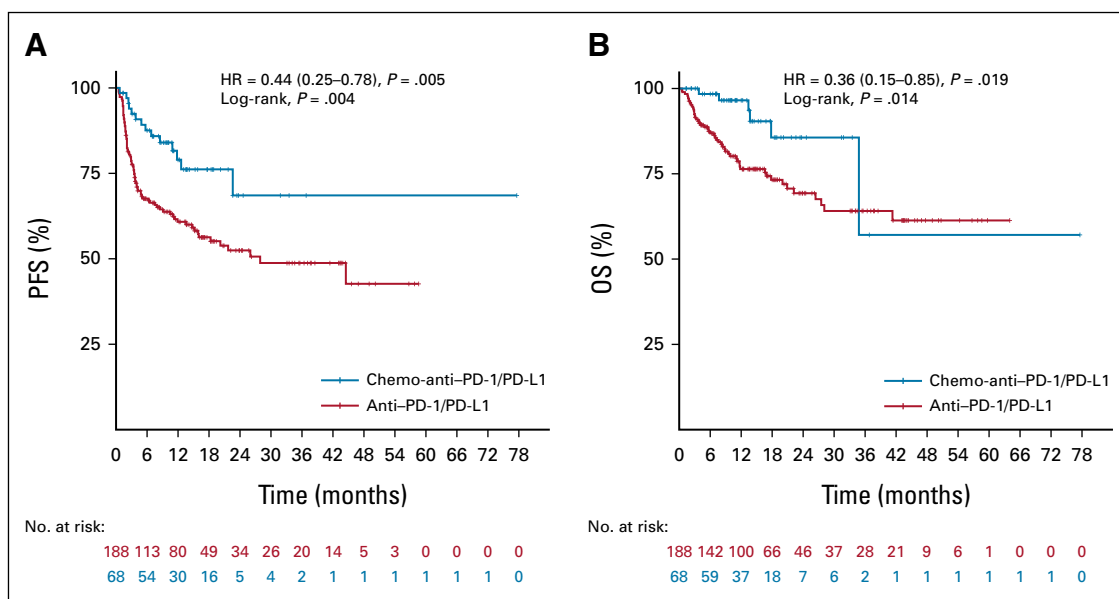 A
HR = 0.44 (0.25–0.78), P = .005
Log-rank, P = .004
100
75
50
25
PFS (%)
Chemo-anti–PD-1/PD-L1
Anti–PD-1/PD-L1
0 6 12 18 24 30 36 42 48 54 60 66 72 78
Time (months)
No. at risk:
188 113 80 49 34 26 20 14 5 3 0 0 0 0
68 54 30 16 5 4 2 1 1 1 1 1 1 0
B
HR = 0.36 (0.15–0.85), P = .019
Log-rank, P = .014
100
75
50
25
OS (%)
Chemo-anti–PD-1/PD-L1
Anti–PD-1/PD-L1
0 6 12 18 24 30 36 42 48 54 60 66 72 78
Time (months)
No. at risk:
188 142 100 66 46 37 28 21 9 6 1 0 0 0
68 59 37 18 7 6 2 1 1 1 1 1 1 0